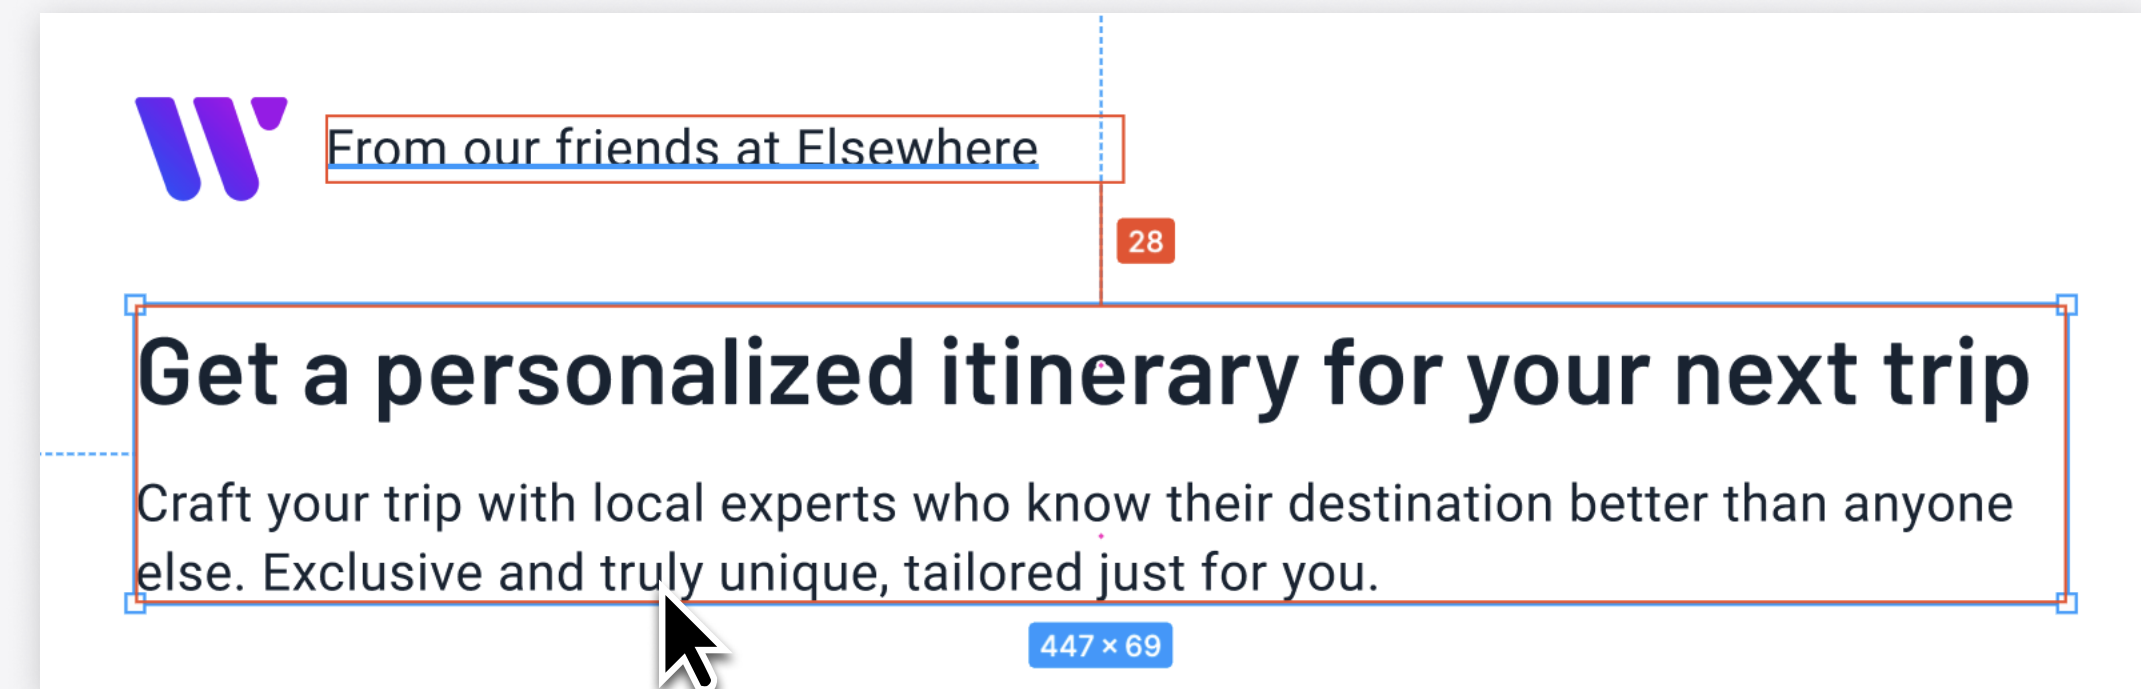 From our friends at Elsewhere
28
Get a personalized itinerary for your next trip
Craft your trip with local experts who know their destination better than anyone
else. Exclusive and truly unique, tailored just for you.
447 × 69